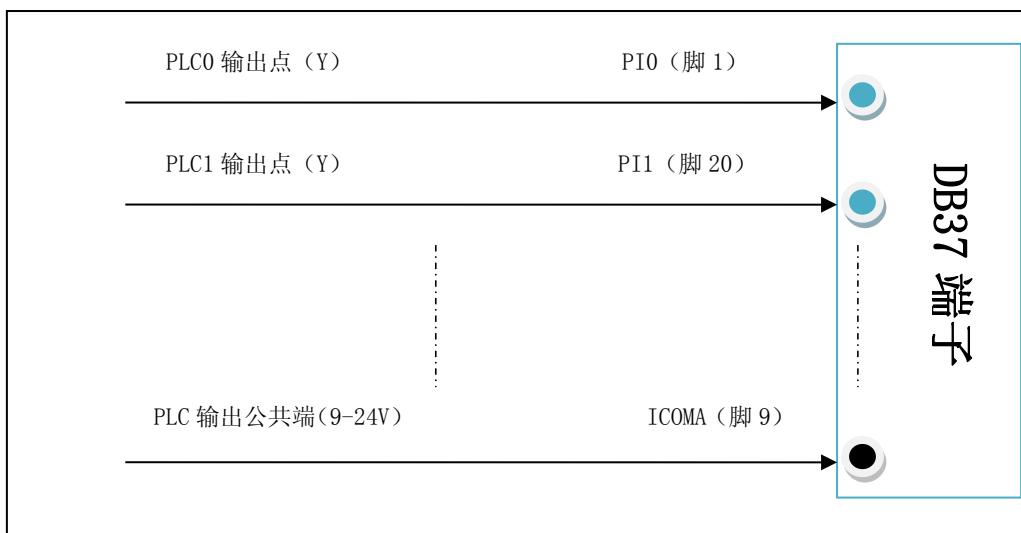 PLC0 输出点（Y） PI0（脚 1）
PLC1 输出点（Y） PI1（脚 20）
DB37 端子
PLC 输出公共端(9-24V) ICOMA（脚 9）